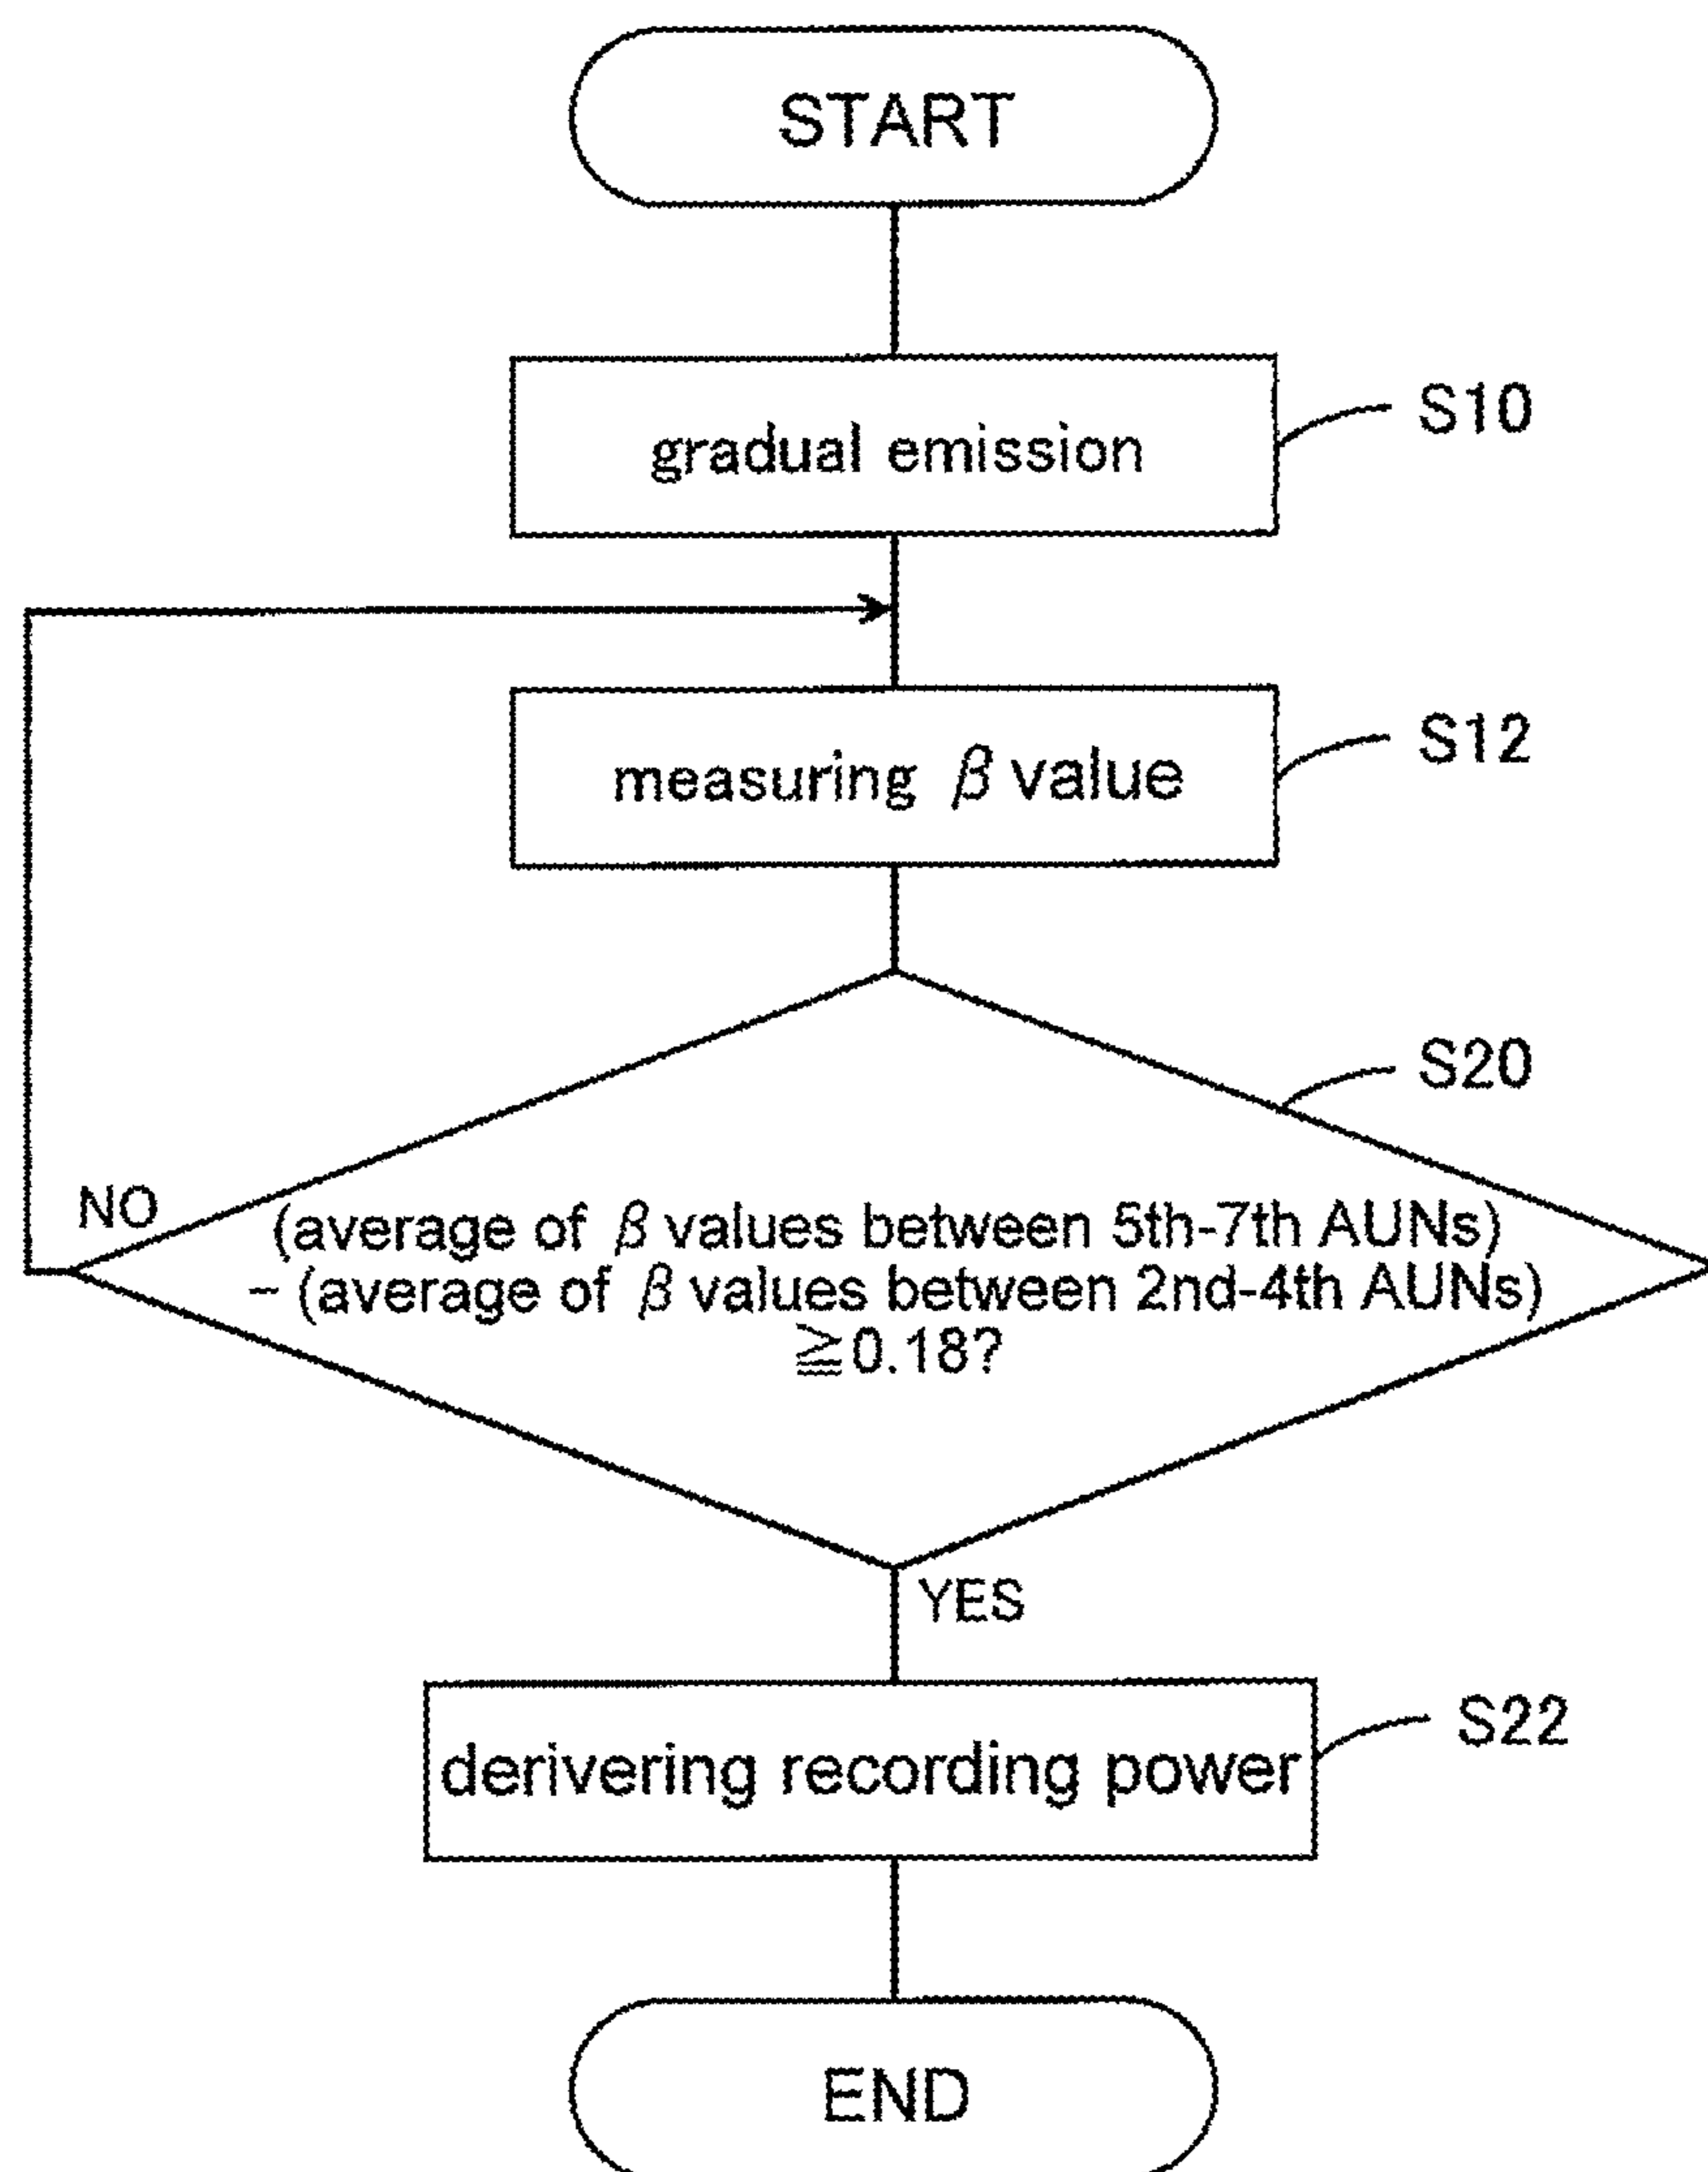 START
gradual emission
S10
measuring β value
S12
S20
NO
(average of β values between 5th-7th AUNs)
- (average of β values between 2nd-4th AUNs)
≧0.18?
YES
derivering recording power
S22
END